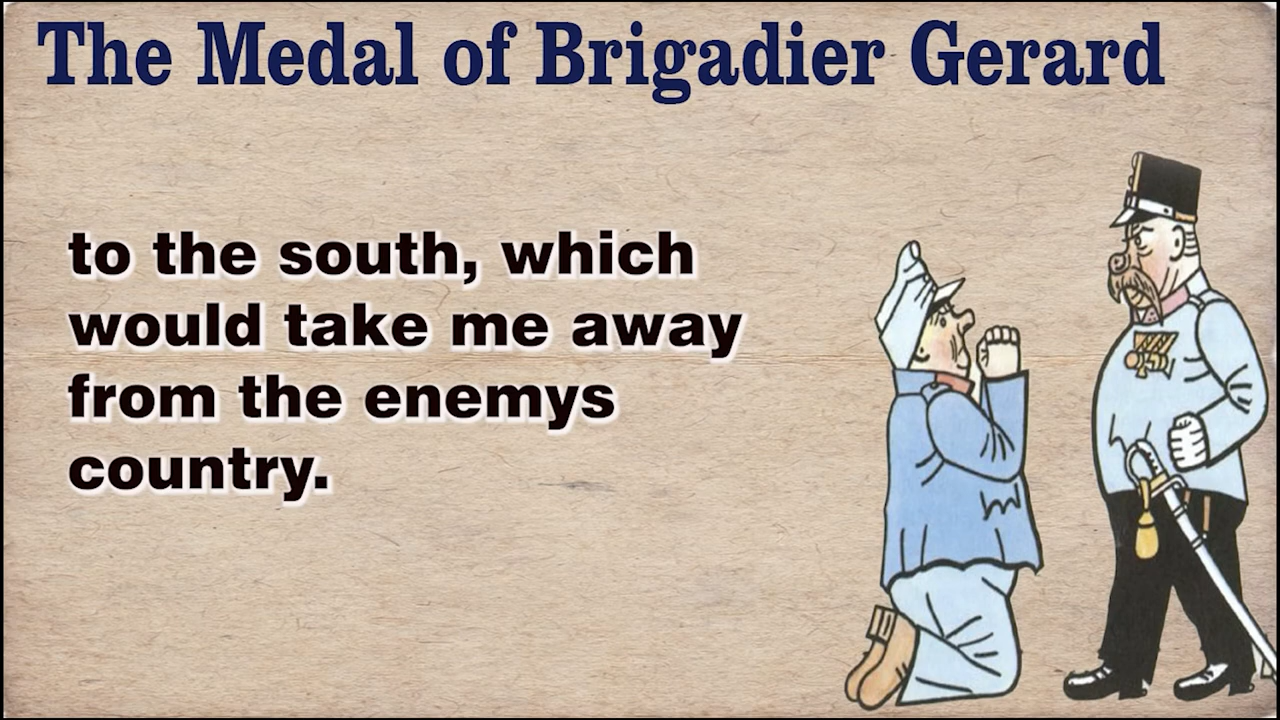 The Medal of Brigadier Gerard
to the south, which
would take me away
from the enemys
country.